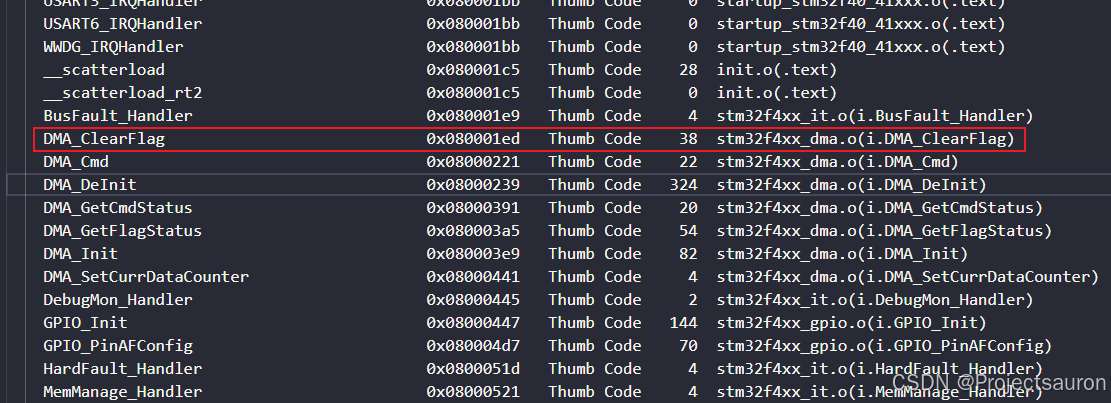 USART3_IRQHandler 0x080001bb Thumb Code 0 startup_stm32f40_41xxx.o(.text)
USART6_IRQHandler 0x080001bb Thumb Code 0 startup_stm32f40_41xxx.o(.text)
WWDG_IRQHandler 0x080001bb Thumb Code 0 startup_stm32f40_41xxx.o(.text)
__scatterload 0x080001c5 Thumb Code 28 init.o(.text)
__scatterload_rt2 0x080001c5 Thumb Code 0 init.o(.text)
BusFault_Handler 0x080001e9 Thumb Code 4 stm32f4xx_it.o(i.BusFault_Handler)
DMA_ClearFlag 0x080001ed Thumb Code 38 stm32f4xx_dma.o(i.DMA_ClearFlag)
DMA_Cmd 0x08000221 Thumb Code 22 stm32f4xx_dma.o(i.DMA_Cmd)
DMA_DeInit 0x08000239 Thumb Code 324 stm32f4xx_dma.o(i.DMA_DeInit)
DMA_GetCmdStatus 0x08000391 Thumb Code 20 stm32f4xx_dma.o(i.DMA_GetCmdStatus)
DMA_GetFlagStatus 0x080003a5 Thumb Code 54 stm32f4xx_dma.o(i.DMA_GetFlagStatus)
DMA_Init 0x080003e9 Thumb Code 82 stm32f4xx_dma.o(i.DMA_Init)
DMA_SetCurrDataCounter 0x08000441 Thumb Code 4 stm32f4xx_dma.o(i.DMA_SetCurrDataCounter)
DebugMon_Handler 0x08000445 Thumb Code 2 stm32f4xx_it.o(i.DebugMon_Handler)
GPIO_Init 0x08000447 Thumb Code 144 stm32f4xx_gpio.o(i.GPIO_Init)
GPIO_PinAFConfig 0x080004d7 Thumb Code 70 stm32f4xx_gpio.o(i.GPIO_PinAFConfig)
HardFault_Handler 0x0800051d Thumb Code 4 stm32f4xx_it.o(i.HardFault_Handler)
MemManage_Handler 0x08000521 Thumb Code 4 stm32f4xx_it.o(i.MemManage_Handler)
CSDN @Projectsauron